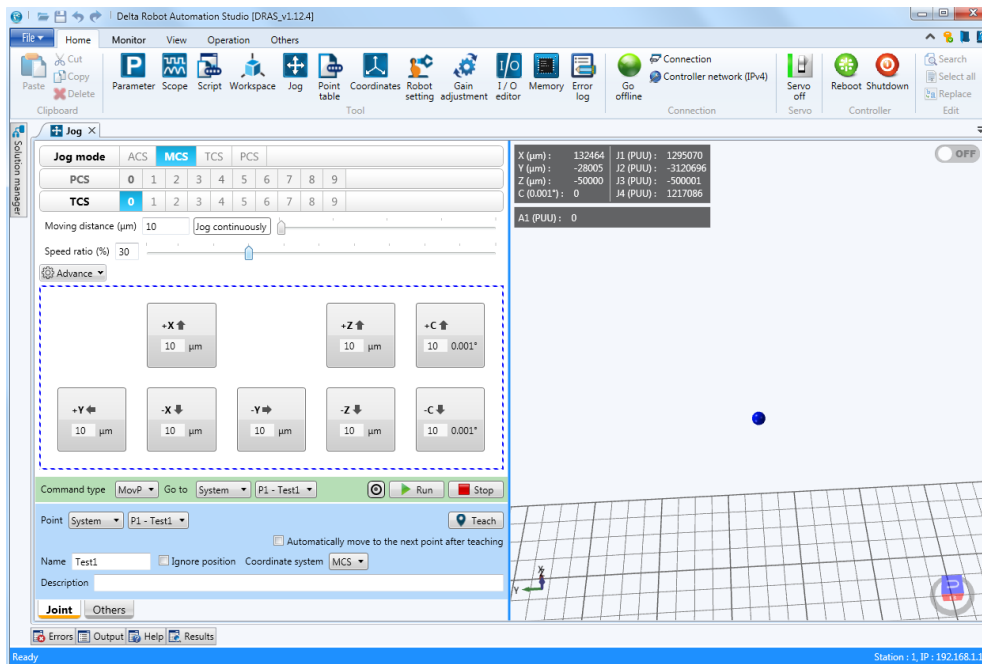 Delta Robot Automation Studio [DRAS_v1.12.4]
File Home Monitor View Operation Others
Paste Cut Copy Delete
Parameter Scope Script Workspace Jog Point table Coordinates Robot setting Gain adjustment I/O editor Memory Error log
Go offline Connection Controller network (IPv4)
Servo off Reboot Shutdown
Search Select all Replace
Clipboard Tool Connection Servo Controller Edit
Solution manager
Jog
Jog mode ACS MCS TCS PCS
PCS 0 1 2 3 4 5 6 7 8 9
TCS 0 1 2 3 4 5 6 7 8 9
Moving distance (µm) 10 Jog continuously
Speed ratio (%) 30
Advance
+X +Z +C
10 µm 10 µm 10 0.001°
+Y -X -Y -Z -C
10 µm 10 µm 10 µm 10 µm 10 0.001°
Command type MovP Go to System P1 - Test1 Run Stop
Point System P1 - Test1 Teach
Automatically move to the next point after teaching
Name Test1 Ignore position Coordinate system MCS
Description
Joint Others
X (µm) : 132464 J1 (PUU) : 1295070
Y (µm) : -28005 J2 (PUU) : -3120696
Z (µm) : -50000 J3 (PUU) : -500001
C (0.001°) : 0 J4 (PUU) : 1217086
A1 (PUU) : 0
OFF
Y
Errors Output Help Results
Ready Station : 1, IP : 192.168.1.1